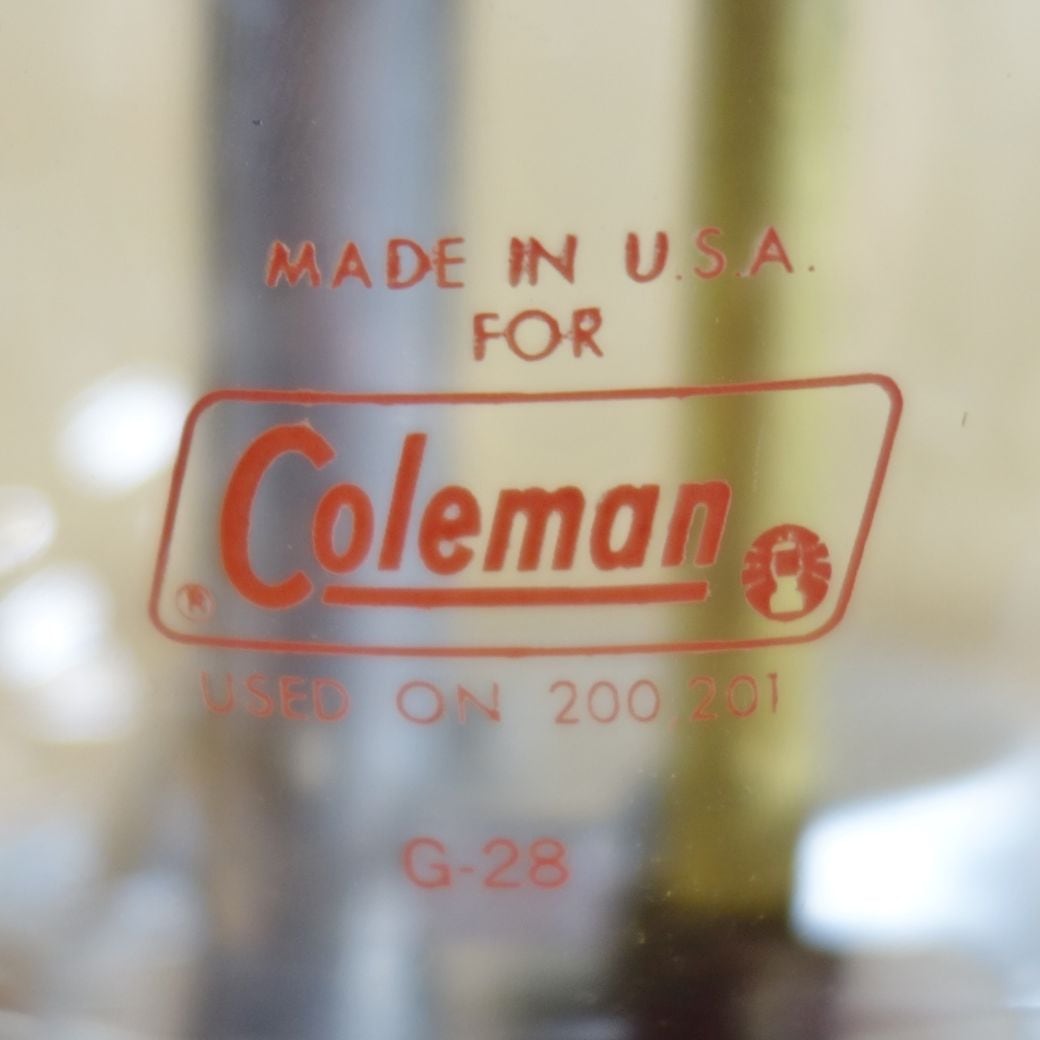 MADE IN U.S.A.
FOR
Coleman
®
USED ON 200,201
G-28